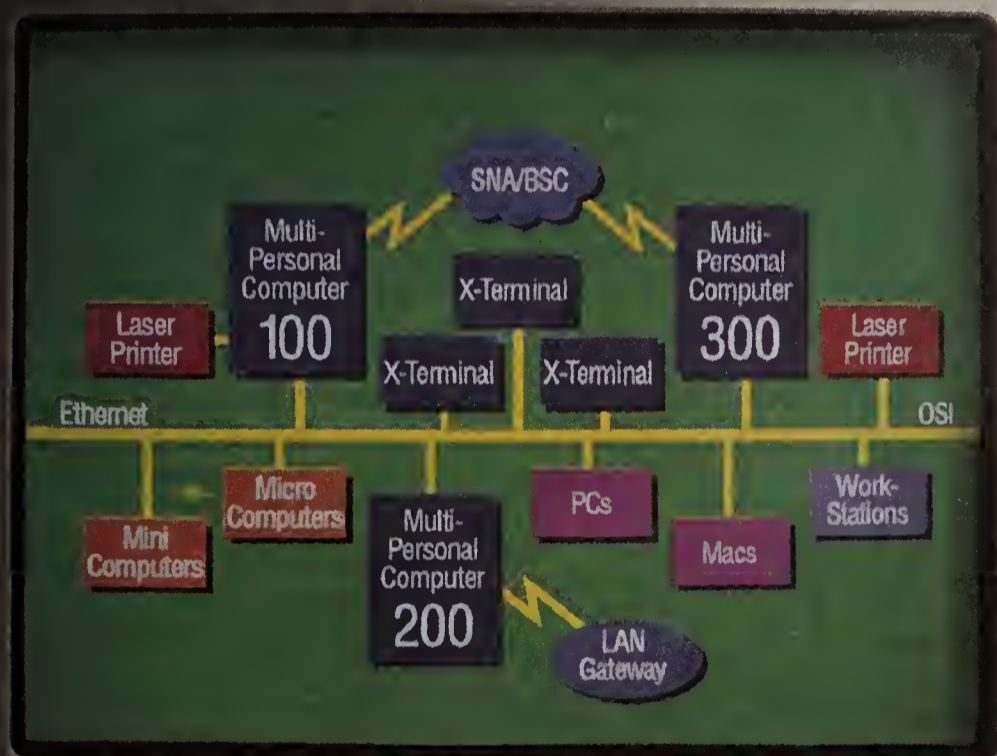 SNA/BSC
Multi-
Personal
Computer
100
X-Terminal
Multi-
Personal
Computer
300
Laser
Printer
X-Terminal
X-Terminal
Laser
Printer
Ethernet
OSI
Mini
Computers
Micro
Computers
Multi-
Personal
Computer
200
PCs
Macs
Work-
Stations
LAN
Gateway